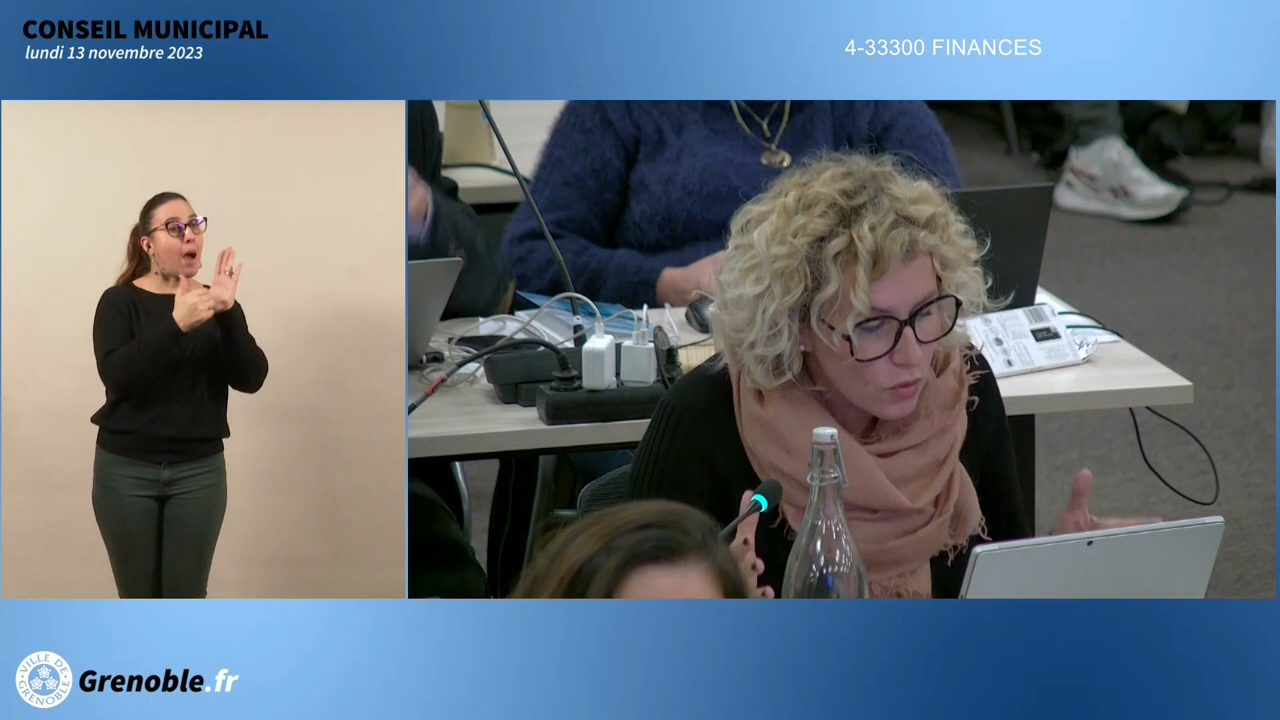 CONSEIL MUNICIPAL
lundi 13 novembre 2023
4-33300 FINANCES
VILLE DE GRENOBLE
Grenoble.fr